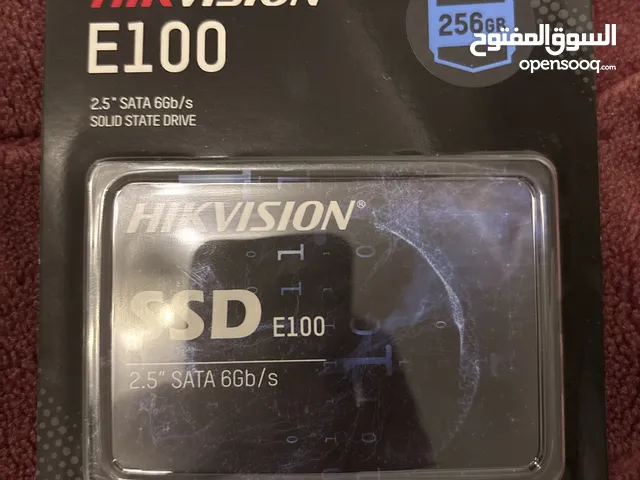 HIKVISION
256GB
السوق المفتوح
opensooq.com
E100
2.5" SATA 6Gb/s
SOLID STATE DRIVE
HIKVISION®
SSD E100
2.5" SATA 6Gb/s